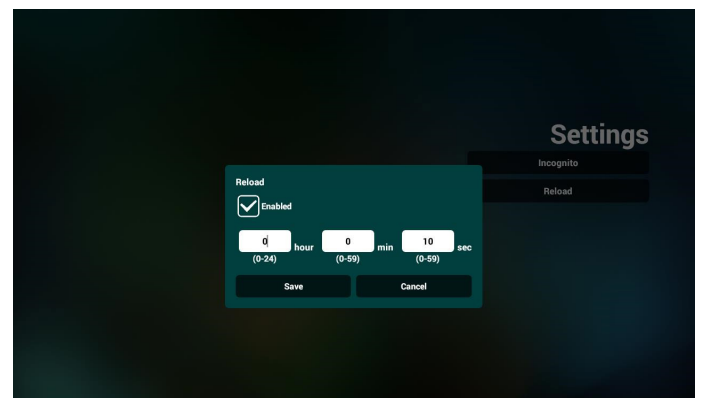 Settings
Incognito
Reload
Reload
Enabled
0 hour 0 min 10 sec
(0-24) (0-59) (0-59)
Save Cancel